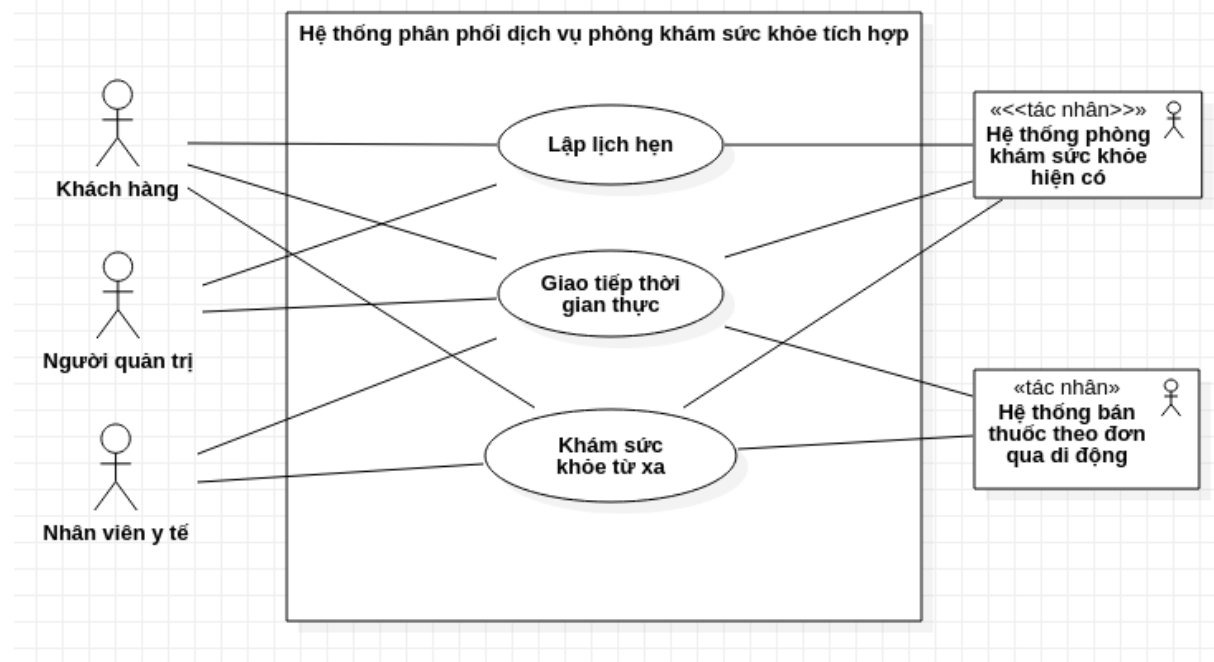 Hệ thống phân phối dịch vụ phòng khám sức khỏe tích hợp
Khách hàng
Người quản trị
Nhân viên y tế
Lập lịch hẹn
Giao tiếp thời
gian thực
Khám sức
khỏe từ xa
«<<tác nhân>>»
Hệ thống phòng
khám sức khỏe
hiện có
«tác nhân»
Hệ thống bán
thuốc theo đơn
qua di động